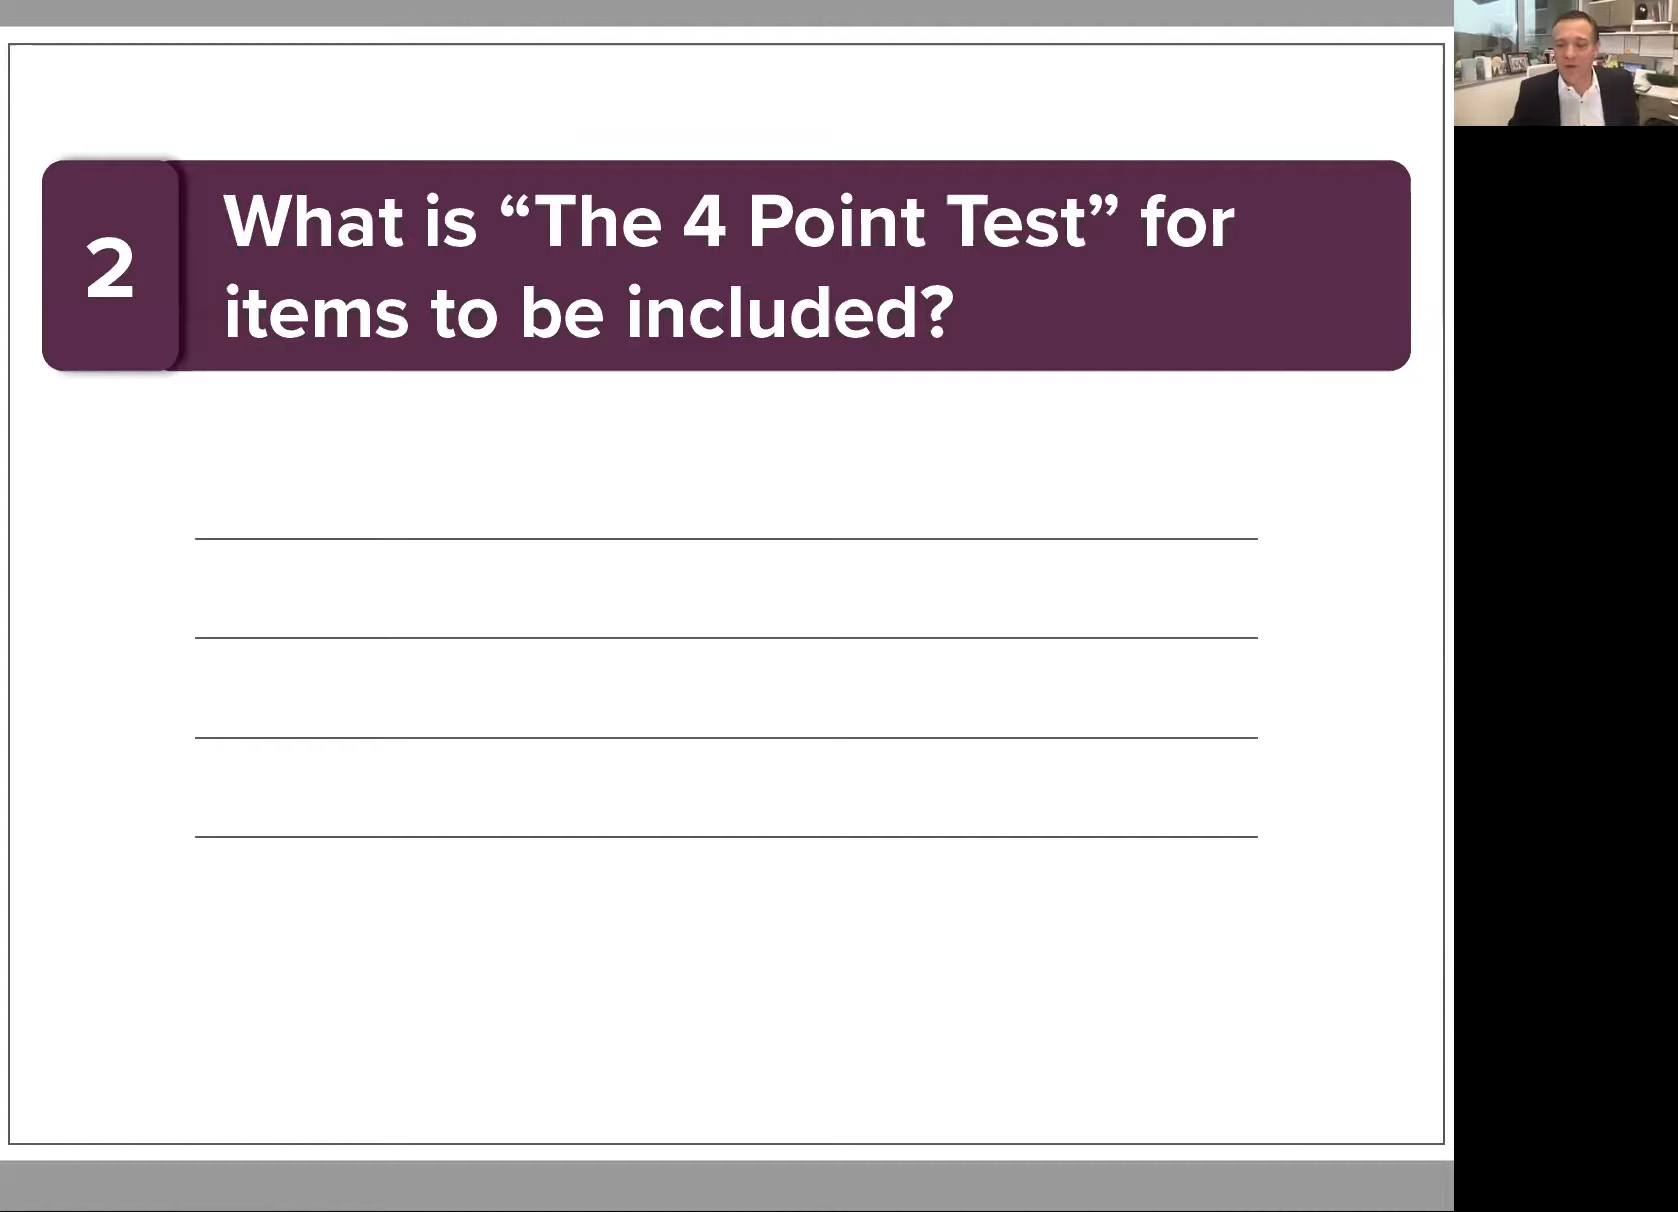 2
What is “The 4 Point Test” for
items to be included?